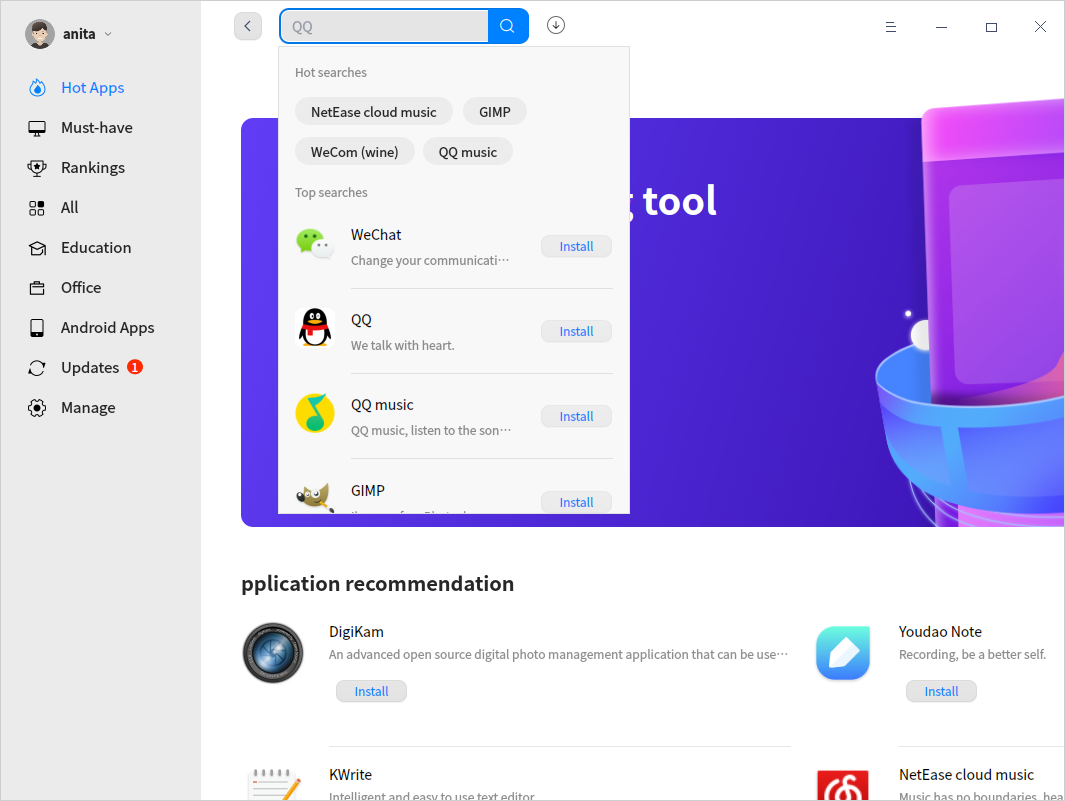 anita
Hot Apps
Must-have
Rankings
All
Education
Office
Android Apps
Updates 1
Manage
QQ
Hot searches
NetEase cloud music
GIMP
WeCom (wine)
QQ music
Top searches
WeChat
Change your communicati···
Install
QQ
We talk with heart.
Install
QQ music
QQ music, listen to the son···
Install
GIMP
Install
tool
pplication recommendation
DigiKam
An advanced open source digital photo management application that can be use···
Install
Youdao Note
Recording, be a better self.
Install
KWrite
Intelligent and easy to use text editor
NetEase cloud music
Music has no boundaries, hea